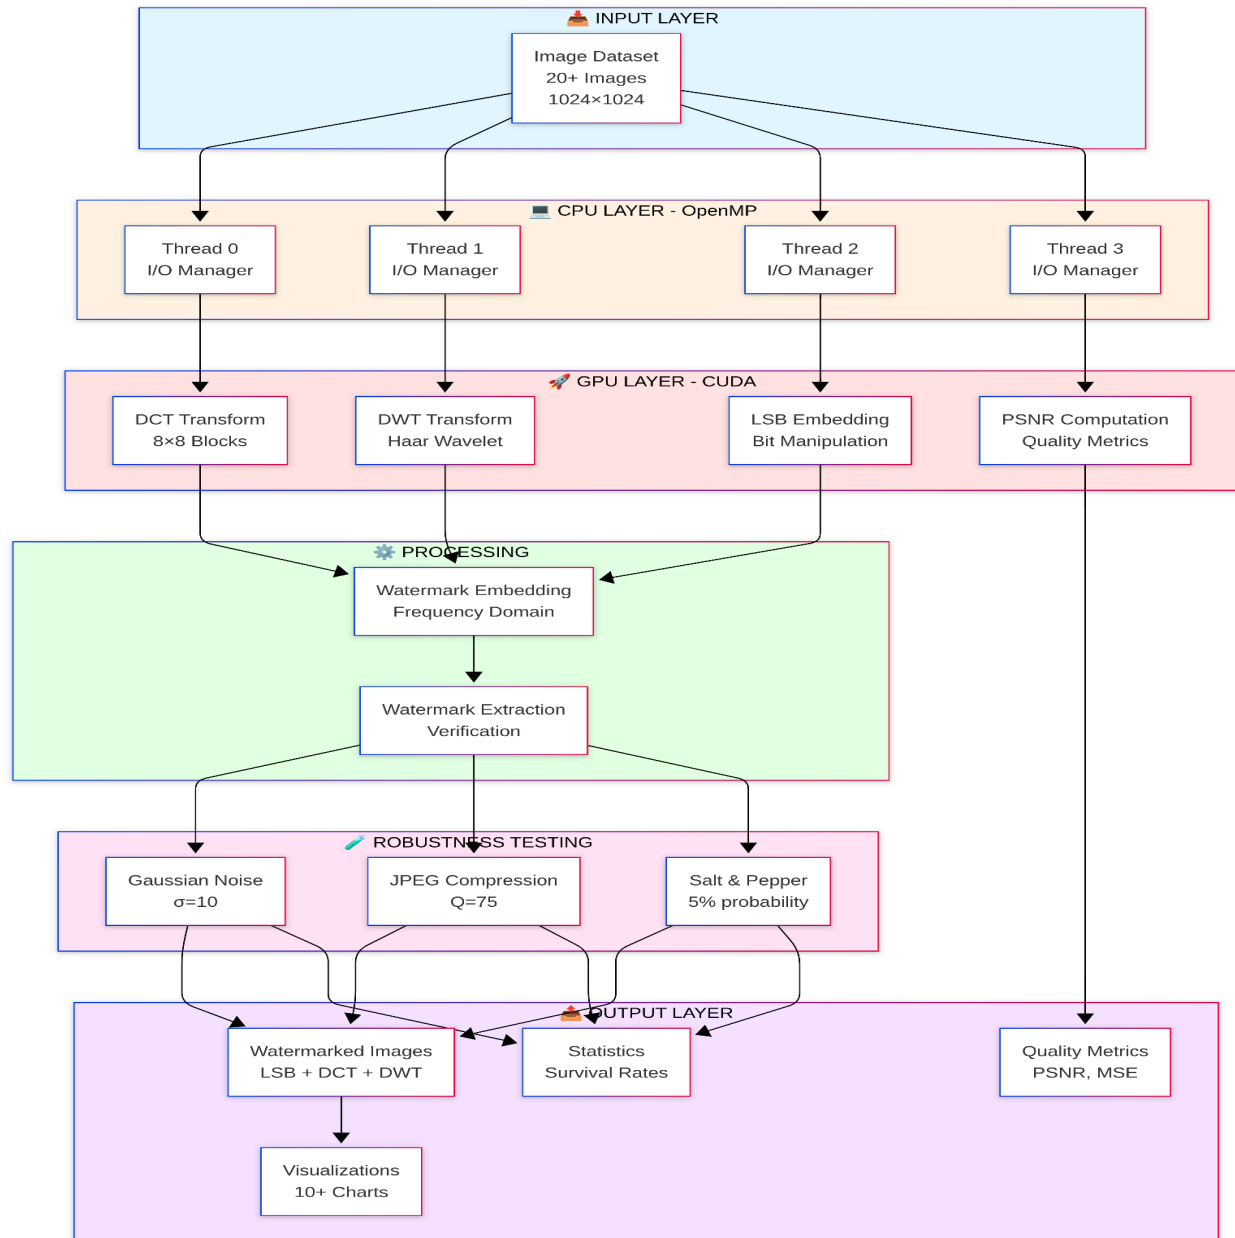 📥 INPUT LAYER
Image Dataset
20+ Images
1024×1024
💻 CPU LAYER - OpenMP
Thread 0
I/O Manager
Thread 1
I/O Manager
Thread 2
I/O Manager
Thread 3
I/O Manager
🚀 GPU LAYER - CUDA
DCT Transform
8×8 Blocks
DWT Transform
Haar Wavelet
LSB Embedding
Bit Manipulation
PSNR Computation
Quality Metrics
⚙️ PROCESSING
Watermark Embedding
Frequency Domain
Watermark Extraction
Verification
🧪 ROBUSTNESS TESTING
Gaussian Noise
σ=10
JPEG Compression
Q=75
Salt & Pepper
5% probability
📤 OUTPUT LAYER
Watermarked Images
LSB + DCT + DWT
Statistics
Survival Rates
Quality Metrics
PSNR, MSE
Visualizations
10+ Charts